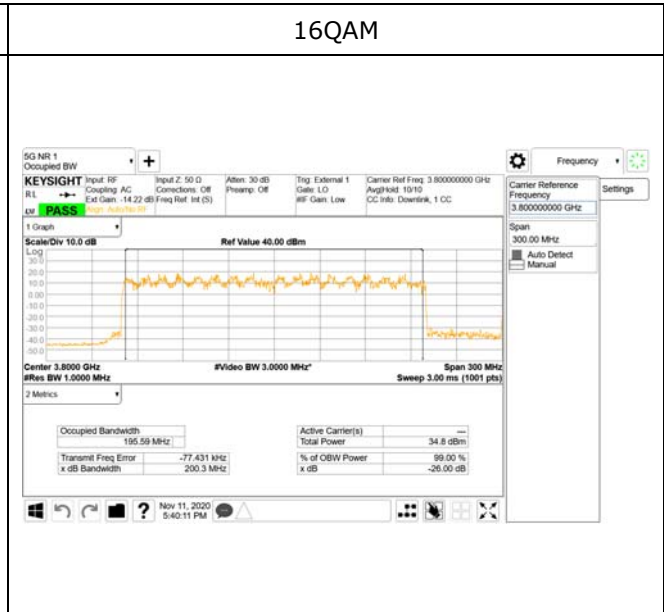 16QAM
5G NR 1
Occupied BW
Frequency
KEYSIGHT
Input: RF
Input Z: 50 Ω
Atten: 30 dB
Trig: External 1
Carrier Ref Freq: 3.800000000 GHz
RL
Coupling: AC
Corrections: Off
Preamp: Off
Gate: LO
Avg|Hold: 10/10
Ext Gain: -14.22 dB
Freq Ref: Int (S)
#IF Gain: Low
CC Info: Downlink, 1 CC
PASS
Align: Auto/No RF
Carrier Reference Frequency
3.800000000 GHz
Settings
Span
300.00 MHz
Auto Detect
Manual
1 Graph
Scale/Div 10.0 dB
Ref Value 40.00 dBm
Log
30.0
20.0
10.0
0.00
-10.0
-20.0
-30.0
-40.0
-50.0
Center 3.8000 GHz
#Video BW 3.0000 MHz*
Span 300 MHz
#Res BW 1.0000 MHz
Sweep 3.00 ms (1001 pts)
2 Metrics
Occupied Bandwidth
195.59 MHz
Active Carrier(s)
---
Total Power
34.8 dBm
Transmit Freq Error
-77.431 kHz
% of OBW Power
99.00 %
x dB Bandwidth
200.3 MHz
x dB
-26.00 dB
?
Nov 11, 2020
5:40:11 PM